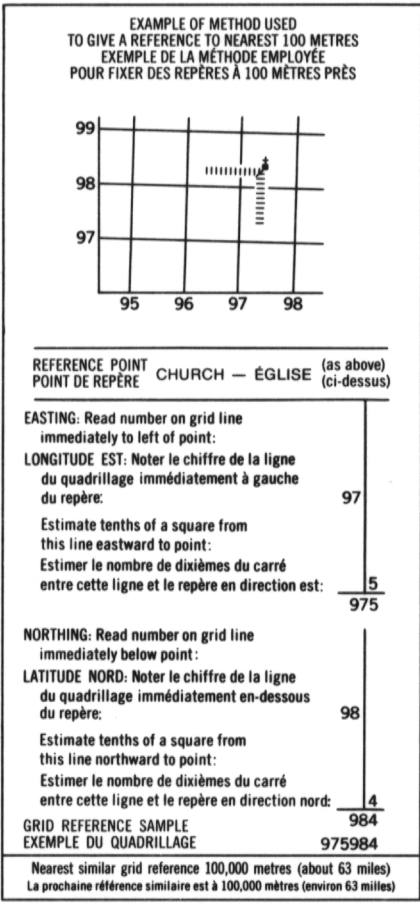 EXAMPLE OF METHOD USED
TO GIVE A REFERENCE TO NEAREST 100 METRES
EXEMPLE DE LA MÉTHODE EMPLOYÉE
POUR FIXER DES REPÈRES À 100 MÈTRES PRÈS
99
98
97
95 96 97 98
REFERENCE POINT
POINT DE REPÈRE
CHURCH — ÉGLISE
(as above)
(ci-dessus)
EASTING: Read number on grid line
immediately to left of point:
LONGITUDE EST: Noter le chiffre de la ligne
du quadrillage immédiatement à gauche
du repère: 97
Estimate tenths of a square from
this line eastward to point:
Estimer le nombre de dixièmes du carré
entre cette ligne et le repère en direction est: 5
975
NORTHING: Read number on grid line
immediately below point:
LATITUDE NORD: Noter le chiffre de la ligne
du quadrillage immédiatement en-dessous
du repère: 98
Estimate tenths of a square from
this line northward to point:
Estimer le nombre de dixièmes du carré
entre cette ligne et le repère en direction nord: 4
984
GRID REFERENCE SAMPLE
EXEMPLE DU QUADRILLAGE 975984
Nearest similar grid reference 100,000 metres (about 63 miles)
La prochaine référence similaire est à 100,000 mètres (environ 63 milles)